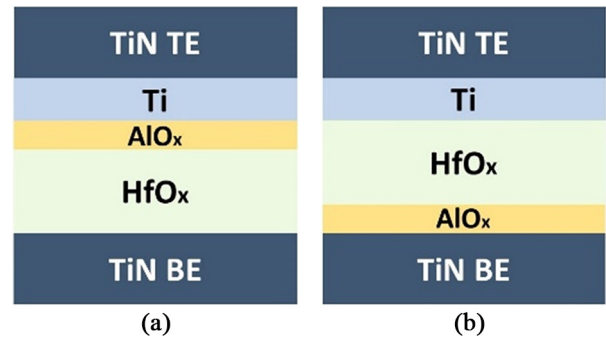 TiN TE
Ti
AlOx
HfOx
TiN BE
(a)
TiN TE
Ti
HfOx
AlOx
TiN BE
(b)